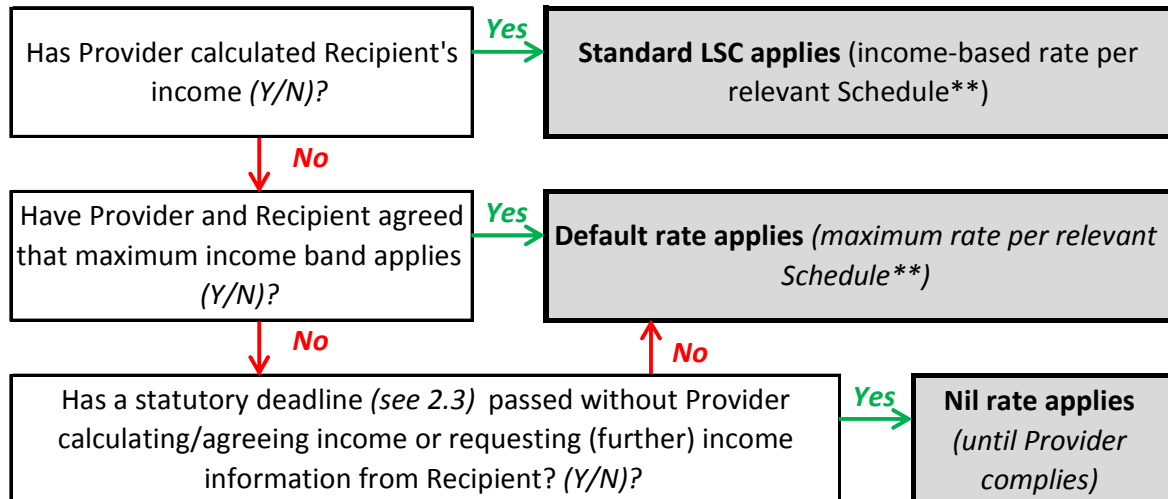 Has Provider calculated Recipient's
income (Y/N)?
Yes
Standard LSC applies (income-based rate per
relevant Schedule**)
No
Have Provider and Recipient agreed
that maximum income band applies
(Y/N)?
Yes
Default rate applies (maximum rate per relevant
Schedule**)
No
No
Has a statutory deadline (see 2.3) passed without Provider
calculating/agreeing income or requesting (further) income
information from Recipient? (Y/N)?
Yes
Nil rate applies
(until Provider
complies)